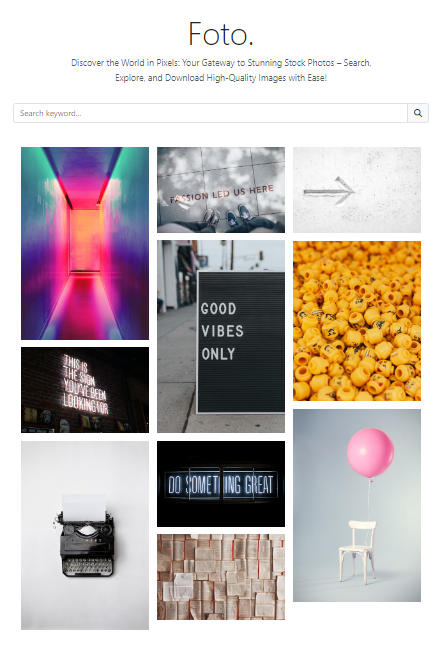 Foto.
Discover the World in Pixels: Your Gateway to Stunning Stock Photos – Search,
Explore, and Download High-Quality Images with Ease!
Search keyword...
PASSION LED US HERE
GOOD
VIBES
ONLY
THIS IS
THE SIGN
YOU'VE BEEN
LOOKING FOR
DO SOMETHING GREAT